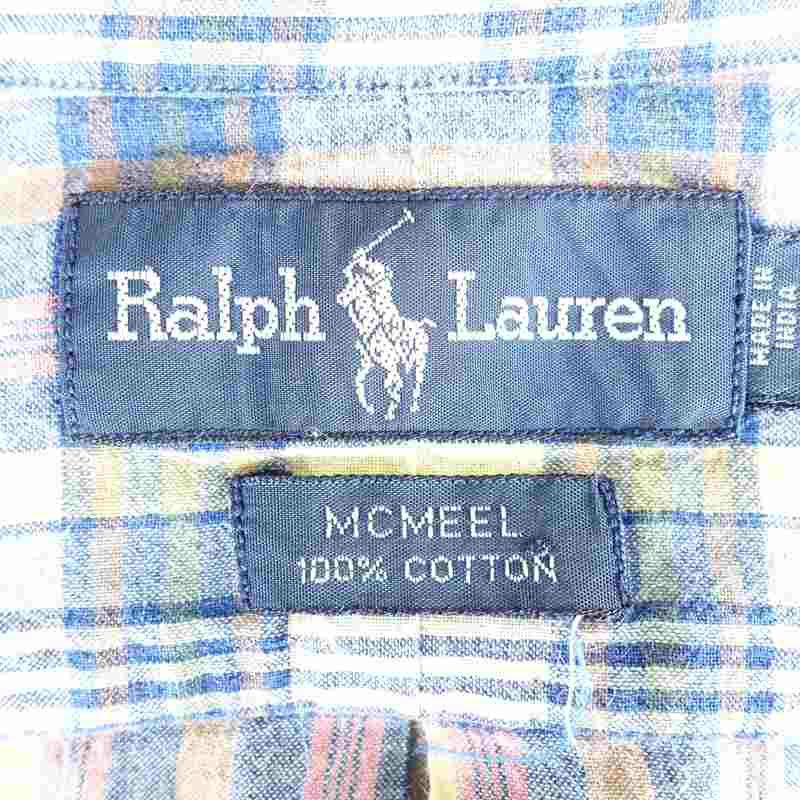 Ralph Lauren
MADE IN
INDIA
MCMEEL
100% COTTON